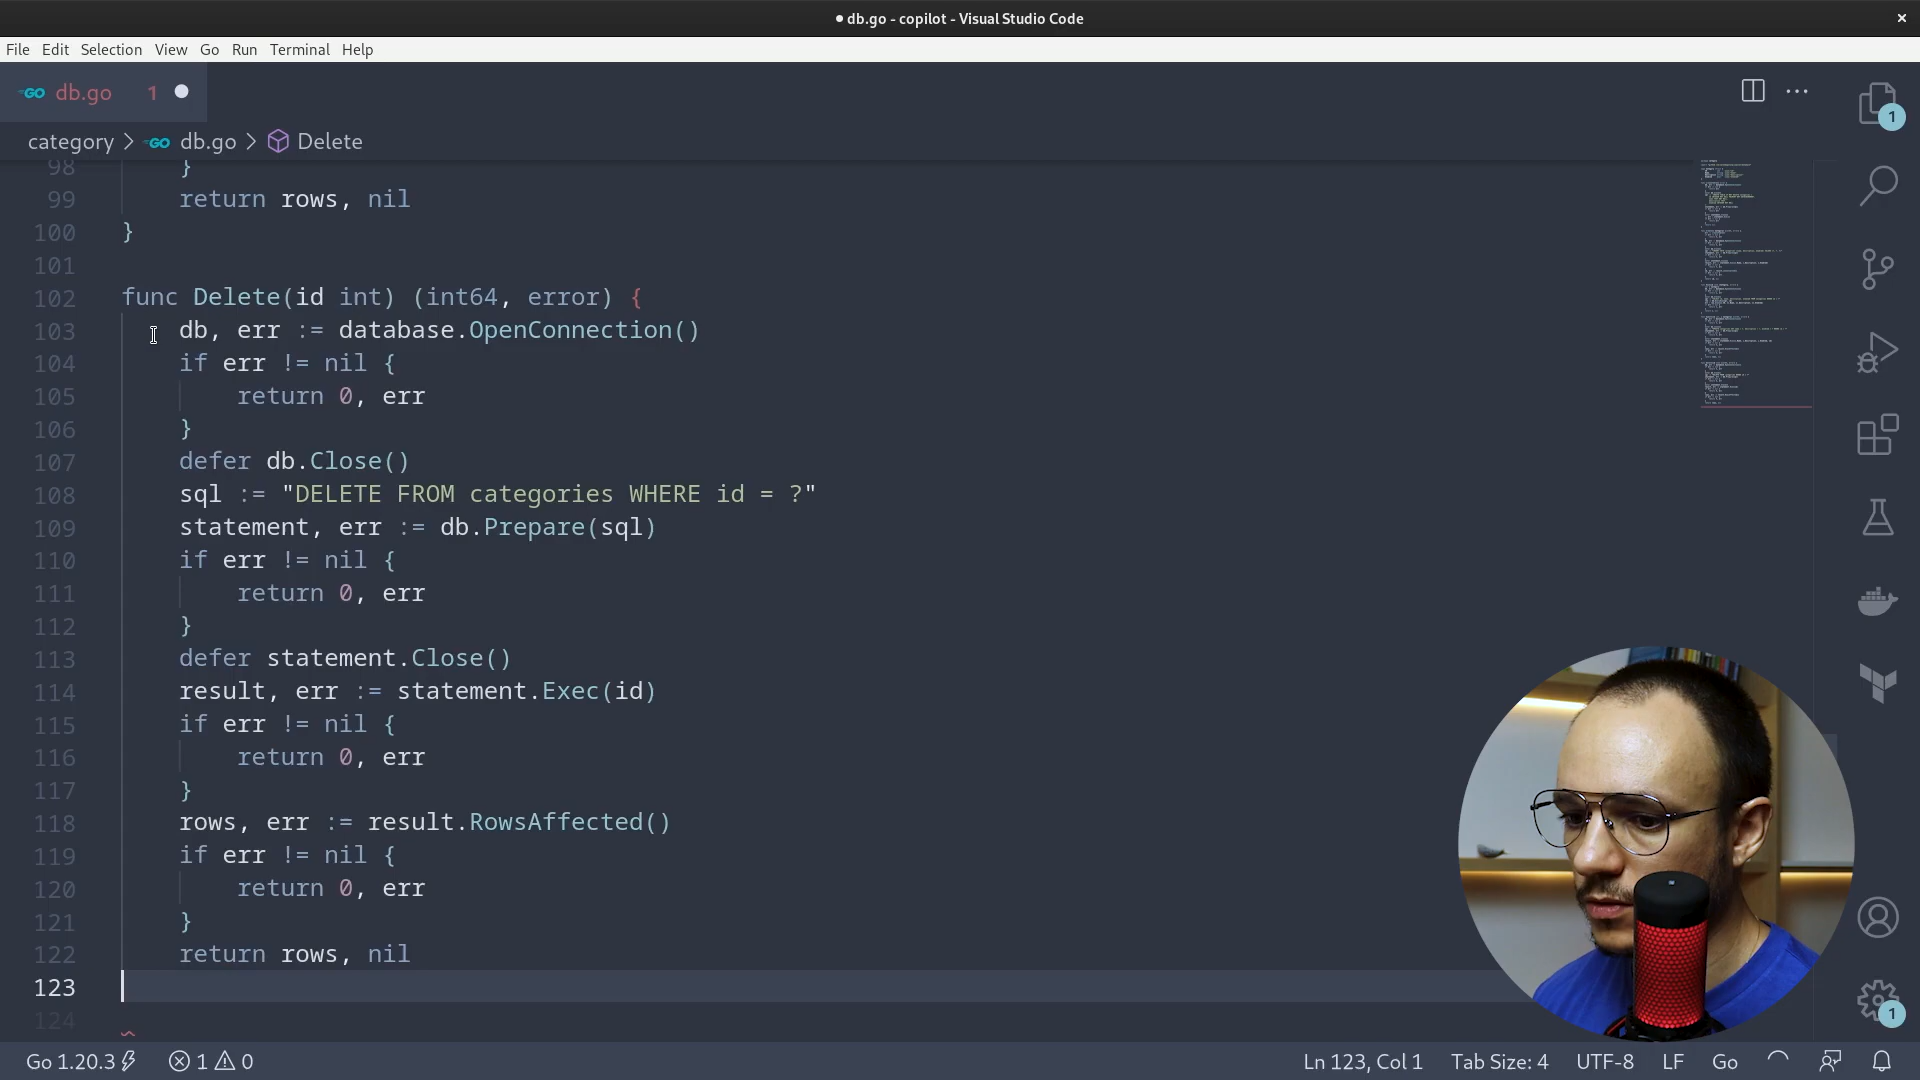 db.go - copilot - Visual Studio Code
File Edit Selection View Go Run Terminal Help
GO db.go 1
category > GO db.go > Delete
98 }
99 return rows, nil
100 }
101
102 func Delete(id int) (int64, error) {
103 db, err := database.OpenConnection()
104 if err != nil {
105 return 0, err
106 }
107 defer db.Close()
108 sql := "DELETE FROM categories WHERE id = ?"
109 statement, err := db.Prepare(sql)
110 if err != nil {
111 return 0, err
112 }
113 defer statement.Close()
114 result, err := statement.Exec(id)
115 if err != nil {
116 return 0, err
117 }
118 rows, err := result.RowsAffected()
119 if err != nil {
120 return 0, err
121 }
122 return rows, nil
123
124
1
1
Go 1.20.3 1 0 Ln 123, Col 1 Tab Size: 4 UTF-8 LF Go